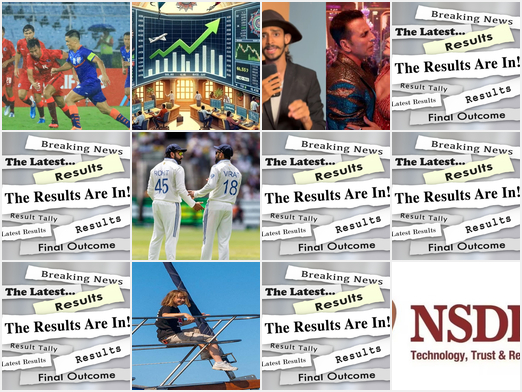 Breaking News
The Latest...
Results
The Results Are In!
Result Tally
Latest Results
Results
Final Outcome
Breaking News
The Latest...
Results
The Results Are In!
Result Tally
Latest Results
Results
Final Outcome
45
VIRAT
18
Breaking News
The Latest...
Results
The Results Are In!
Result Tally
Latest Results
Results
Final Outcome
Breaking News
The Latest...
Results
The Results Are In!
Result Tally
Latest Results
Results
Final Outcome
Breaking News
The Latest...
Results
The Results Are In!
Result Tally
Latest Results
Results
Final Outcome
Breaking News
The Latest...
Results
The Results Are In!
Result Tally
Latest Results
Results
Final Outcome
NSD
Technology, Trust & Re